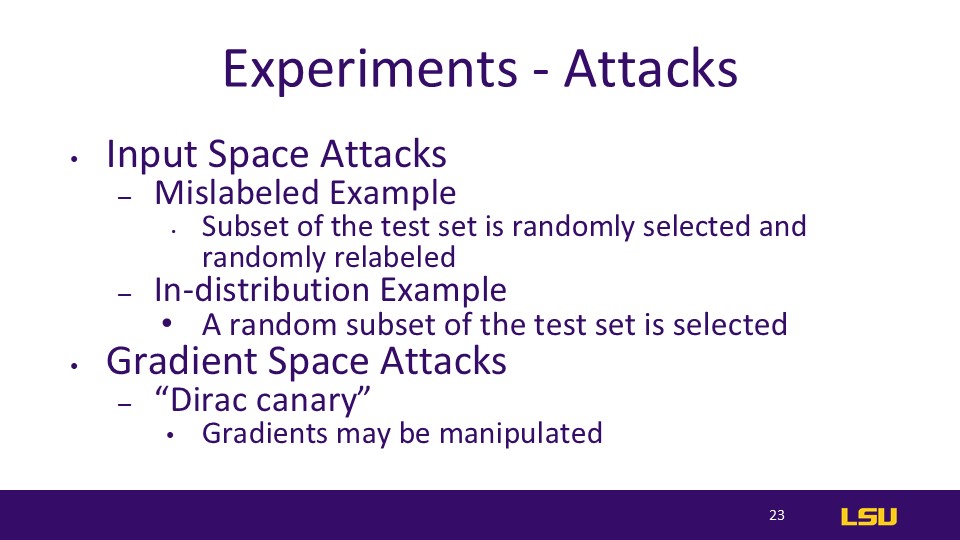 Experiments - Attacks
• Input Space Attacks
– Mislabeled Example
• Subset of the test set is randomly selected and
randomly relabeled
– In-distribution Example
• A random subset of the test set is selected
• Gradient Space Attacks
– “Dirac canary”
• Gradients may be manipulated
23
LSU